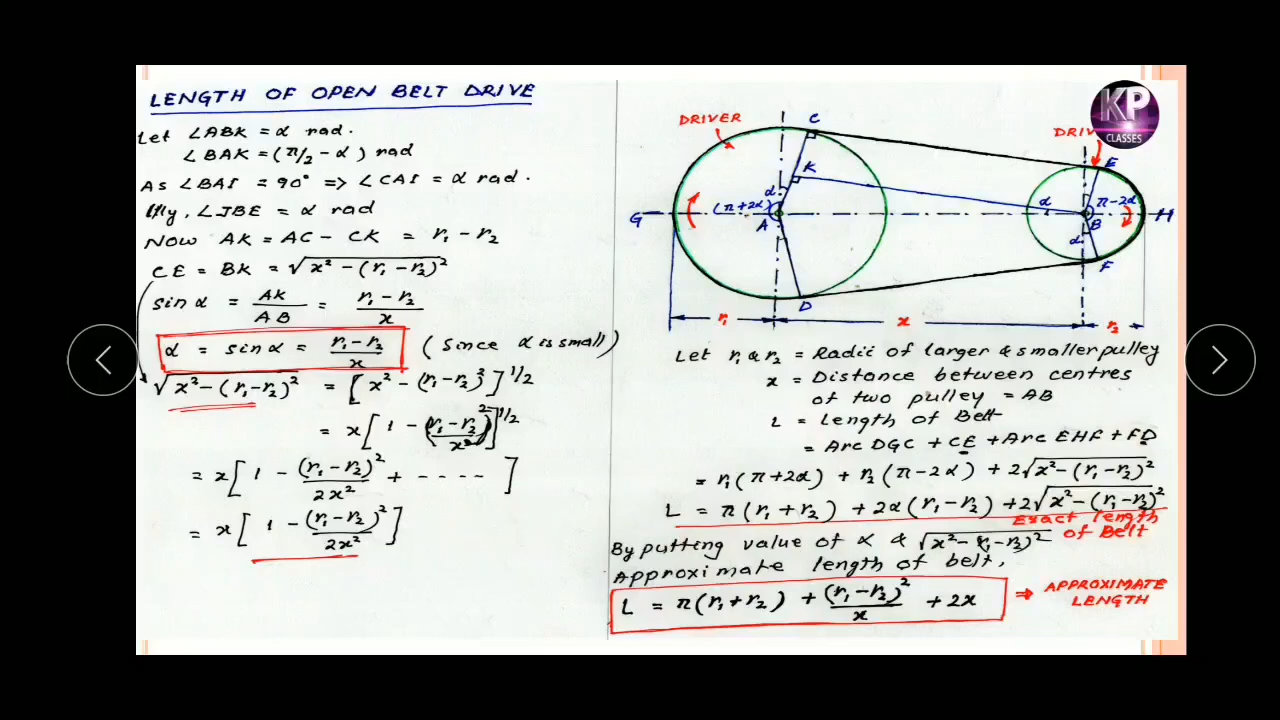 LENGTH OF OPEN BELT DRIVE
Let ∠ABK = α rad.
∠BAK = (π/2 - α) rad
As ∠BAI = 90° => ∠CAI = α rad.
lllly, ∠JBE = α rad
NOW AK = AC - CK = r₁ - r₂
CE = BK = √x² - (r₁ - r₂)²
sin α = AK/AB = r₁ - r₂/x
α = sin α = r₁ - r₂/x (since α is small)
√x² - (r₁ - r₂)² = [x² - (r₁ - r₂)²]^1/2
= x[1 - (r₁ - r₂)²/x²]^1/2
= x[1 - (r₁ - r₂)²/2x² + - - - - - ]
= x[1 - (r₁ - r₂)²/2x²]
KP
CLASSES
DRIVER
DRIV
C
K
E
α
(π+2α)
α
π-2α
G
A
B
H
α
D
F
r₁
x
r₂
Let r₁ & r₂ = Radii of larger & smaller pulley
x = Distance between centres
of two pulley = AB
L = Length of Belt
= Arc DGC + CE + Arc EHF + FD
= r₁(π+2α) + r₂(π-2α) + 2√x² - (r₁ - r₂)²
L = π(r₁ + r₂) + 2α(r₁ - r₂) + 2√x² - (r₁ - r₂)²
Exact length
of Belt
By putting value of α & √x² - (r₁ - r₂)²
Approximate length of belt,
L = π(r₁ + r₂) + (r₁ - r₂)²/x + 2x
⇒ APPROXIMATE
LENGTH